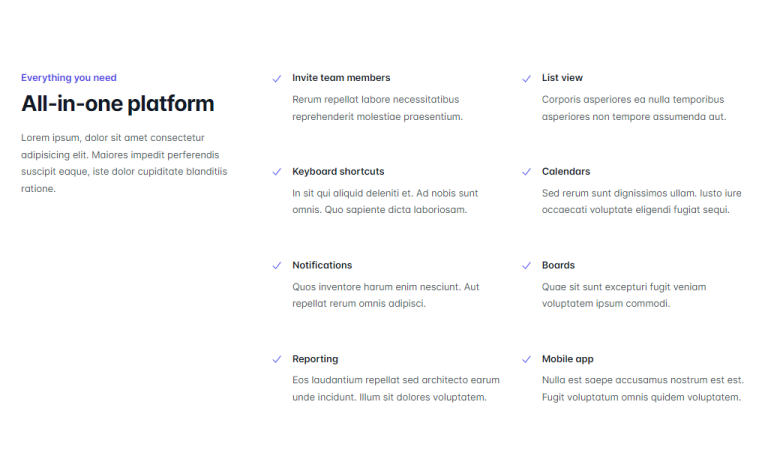 Everything you need
All-in-one platform
Lorem ipsum, dolor sit amet consectetur
adipisicing elit. Maiores impedit perferendis
suscipit eaque, iste dolor cupiditate blanditiis
ratione.
Invite team members
Rerum repellat labore necessitatibus
reprehenderit molestiae praesentium.
List view
Corporis asperiores ea nulla temporibus
asperiores non tempore assumenda aut.
Keyboard shortcuts
In sit qui aliquid deleniti et. Ad nobis sunt
omnis. Quo sapiente dicta laboriosam.
Calendars
Sed rerum sunt dignissimos ullam. Iusto iure
occaecati voluptate eligendi fugiat sequi.
Notifications
Quos inventore harum enim nesciunt. Aut
repellat rerum omnis adipisci.
Boards
Quae sit sunt excepturi fugit veniam
voluptatem ipsum commodi.
Reporting
Eos laudantium repellat sed architecto earum
unde incidunt. Illum sit dolores voluptatem.
Mobile app
Nulla est saepe accusamus nostrum est est.
Fugit voluptatum omnis quidem voluptatem.